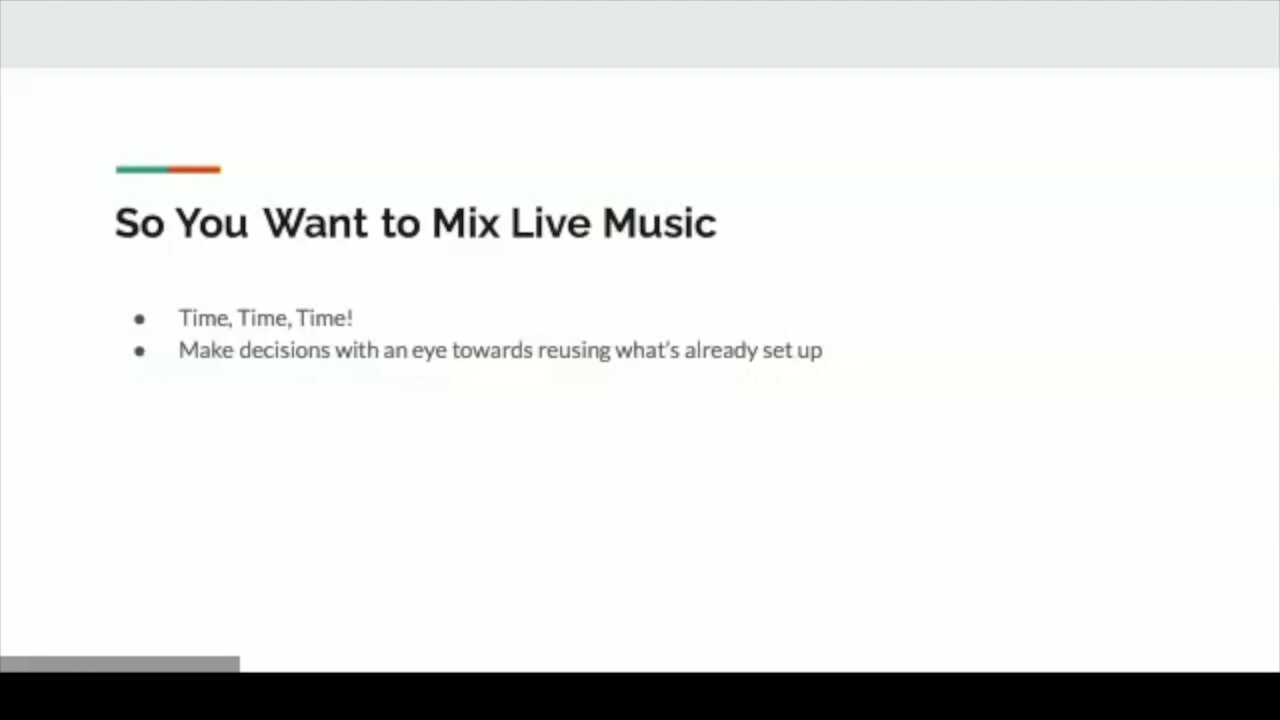 So You Want to Mix Live Music
● Time, Time, Time!
● Make decisions with an eye towards reusing what's already set up